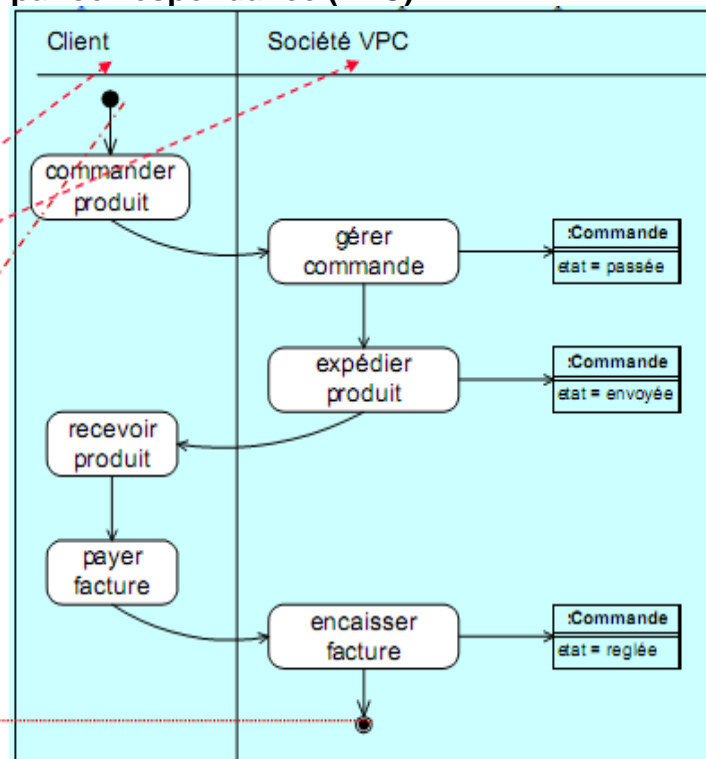 Client
Société VPC
commander
produit
gérer
commande
:Commande
etat = passée
expédier
produit
:Commande
etat = envoyée
recevoir
produit
payer
facture
encaisser
facture
:Commande
etat = reglée